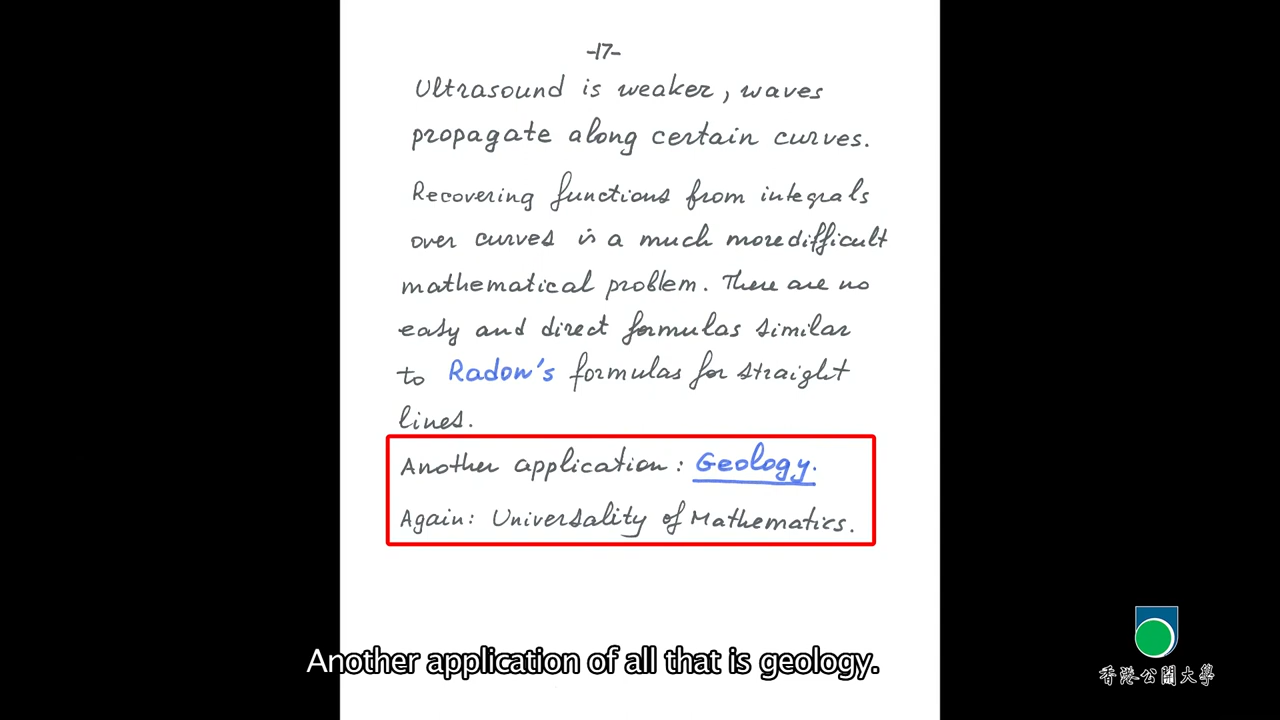 -17-
Ultrasound is weaker, waves
propagate along certain curves.
Recovering functions from integrals
over curves is a much more difficult
mathematical problem. There are no
easy and direct formulas similar
to Radon's formulas for straight
lines.
Another application: Geology.
Again: Universality of Mathematics.
Another application of all that is geology.
香港公開大學